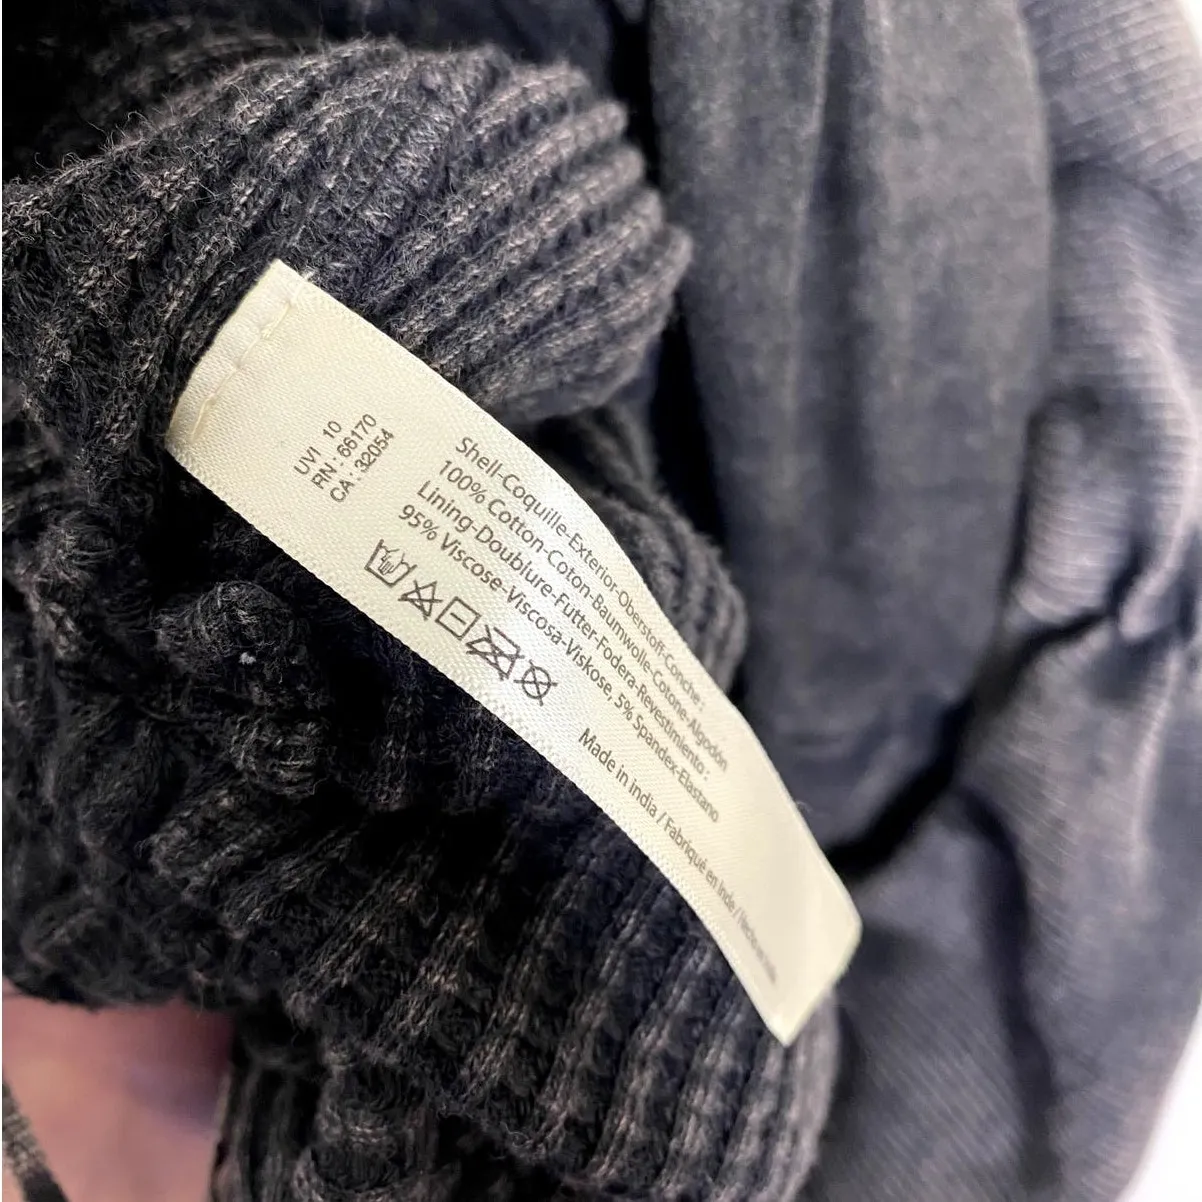 UVI 10
RN : 66170
CA : 32054
Shell-Coquille-Exterior-Oberstoff-Conche :
100% Cotton-Coton-Baumwolle-Cotone-Algodón
Lining-Doublure-Futter-Fodera-Revestimiento :
95% Viscose-Viscosa-Viskose, 5% Spandex-Elastano
Made in india / Fabriqué en Inde /